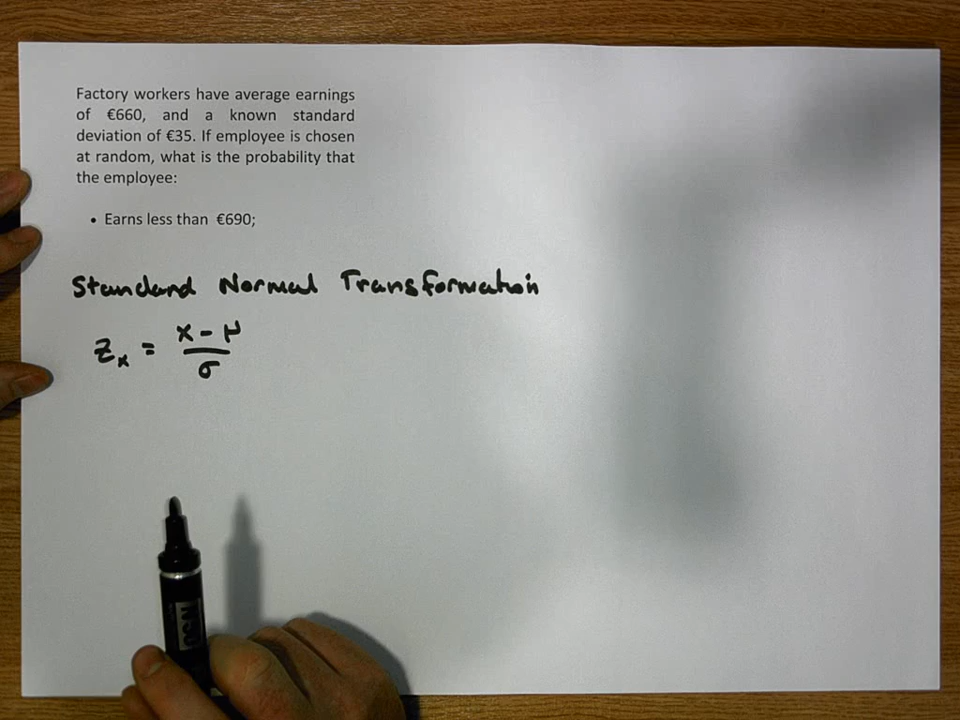 Factory workers have average earnings
of €660, and a known standard
deviation of €35. If employee is chosen
at random, what is the probability that
the employee:
• Earns less than €690;
Standard Normal Transformation
Zx = x - μ / σ